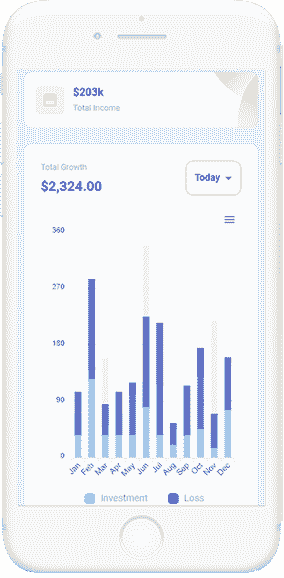 $203k
Total Income
Total Growth
$2,324.00
Today
360
270
180
90
0
Jan Feb Mar Apr May Jun Jul Aug Sep Oct Nov Dec
Investment Loss